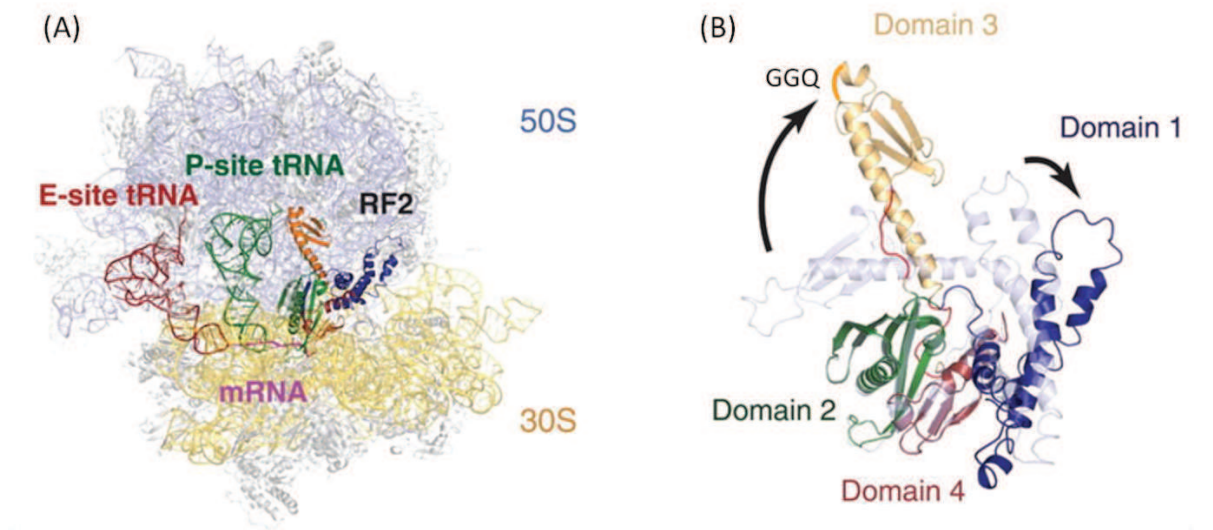 (A)
50S
P-site tRNA
E-site tRNA
RF2
mRNA
30S
(B)
Domain 3
GGQ
Domain 1
Domain 2
Domain 4